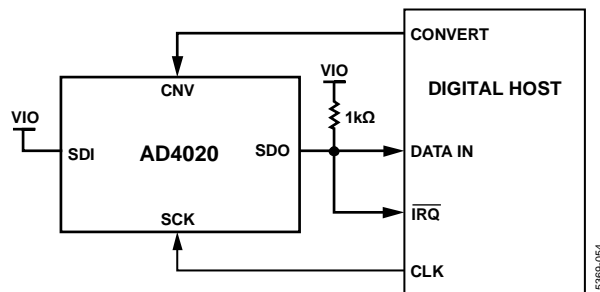 CONVERT
VIO
CNV
DIGITAL HOST
VIO
1kΩ
SDI
AD4020
SDO
DATA IN
SCK
IRQ
CLK
5369-054